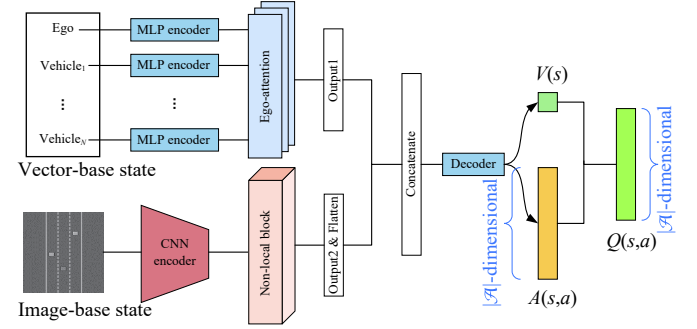 Ego
MLP encoder
Vehicle₁
MLP encoder
...
...
Vehicle_N
MLP encoder
Vector-base state
Ego-attention
Output1
CNN
encoder
Image-base state
Non-local block
Output2 & Flatten
Concatenate
Decoder
V(s)
|𝒜|-dimensional
A(s,a)
Q(s,a)
|𝒜|-dimensional